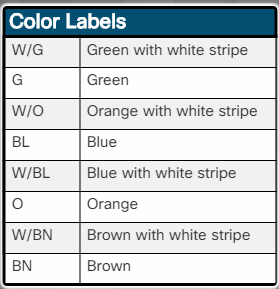 Color Labels
W/G Green with white stripe
G Green
W/O Orange with white stripe
BL Blue
W/BL Blue with white stripe
O Orange
W/BN Brown with white stripe
BN Brown